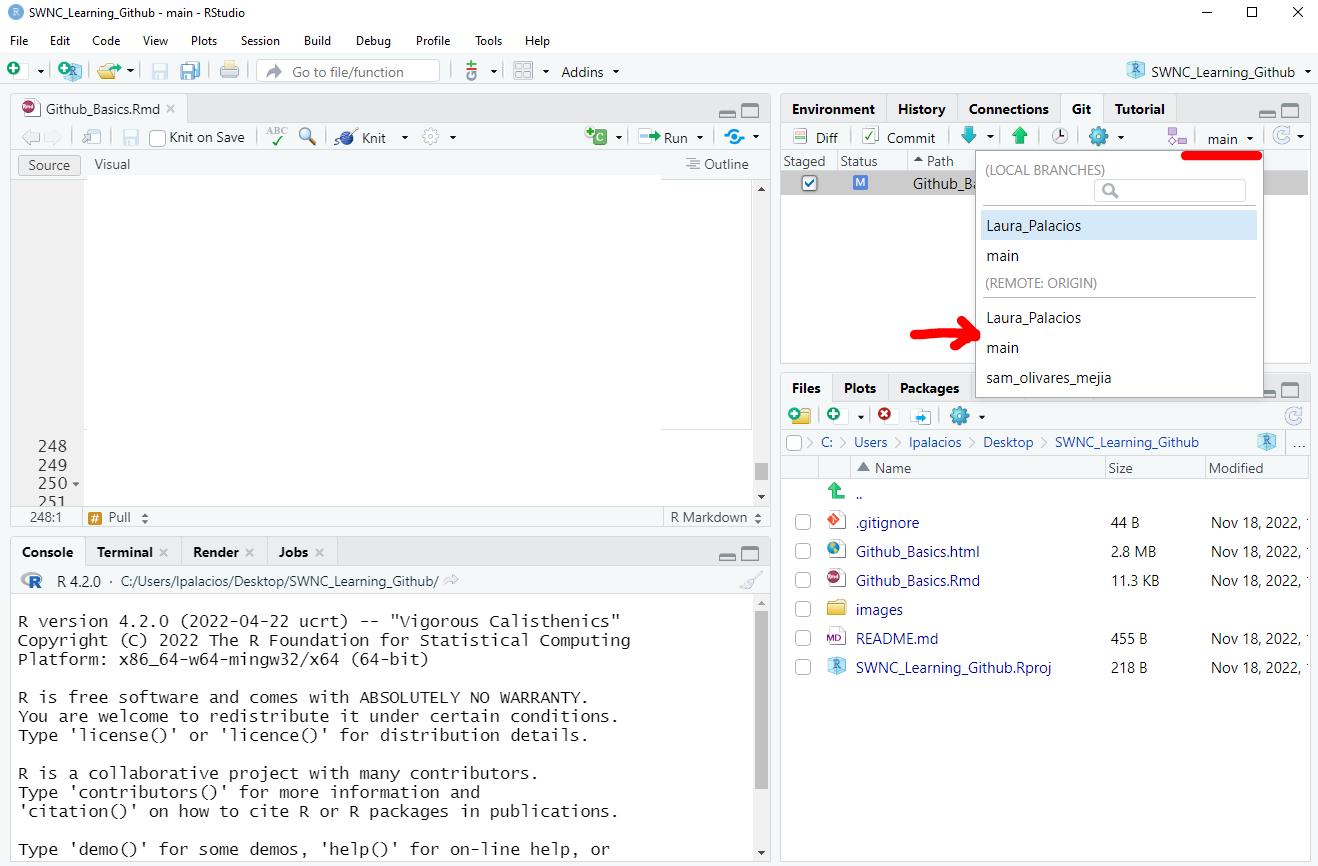 SWNC_Learning_Github - main - RStudio
File Edit Code View Plots Session Build Debug Profile Tools Help
Go to file/function Addins SWNC_Learning_Github
Github_Basics.Rmd
Knit on Save ABC Knit Run
Source Visual Outline
248
249
250
251
248:1 # Pull R Markdown
Console Terminal Render Jobs
R 4.2.0 · C:/Users/lpalacios/Desktop/SWNC_Learning_Github/
R version 4.2.0 (2022-04-22 ucrt) -- "Vigorous Calisthenics"
Copyright (C) 2022 The R Foundation for Statistical Computing
Platform: x86_64-w64-mingw32/x64 (64-bit)
R is free software and comes with ABSOLUTELY NO WARRANTY.
You are welcome to redistribute it under certain conditions.
Type 'license()' or 'licence()' for distribution details.
R is a collaborative project with many contributors.
Type 'contributors()' for more information and
'citation()' on how to cite R or R packages in publications.
Type 'demo()' for some demos, 'help()' for on-line help, or
Environment History Connections Git Tutorial
Diff Commit main
Staged Status Path
M Github_Ba
(LOCAL BRANCHES)
Laura_Palacios
main
(REMOTE: ORIGIN)
Laura_Palacios
main
sam_olivares_mejia
Files Plots Packages
C: Users lpalacios Desktop SWNC_Learning_Github ...
Name Size Modified
..
.gitignore 44 B Nov 18, 2022,
Github_Basics.html 2.8 MB Nov 18, 2022,
Github_Basics.Rmd 11.3 KB Nov 18, 2022,
images
README.md 455 B Nov 18, 2022,
SWNC_Learning_Github.Rproj 218 B Nov 18, 2022,